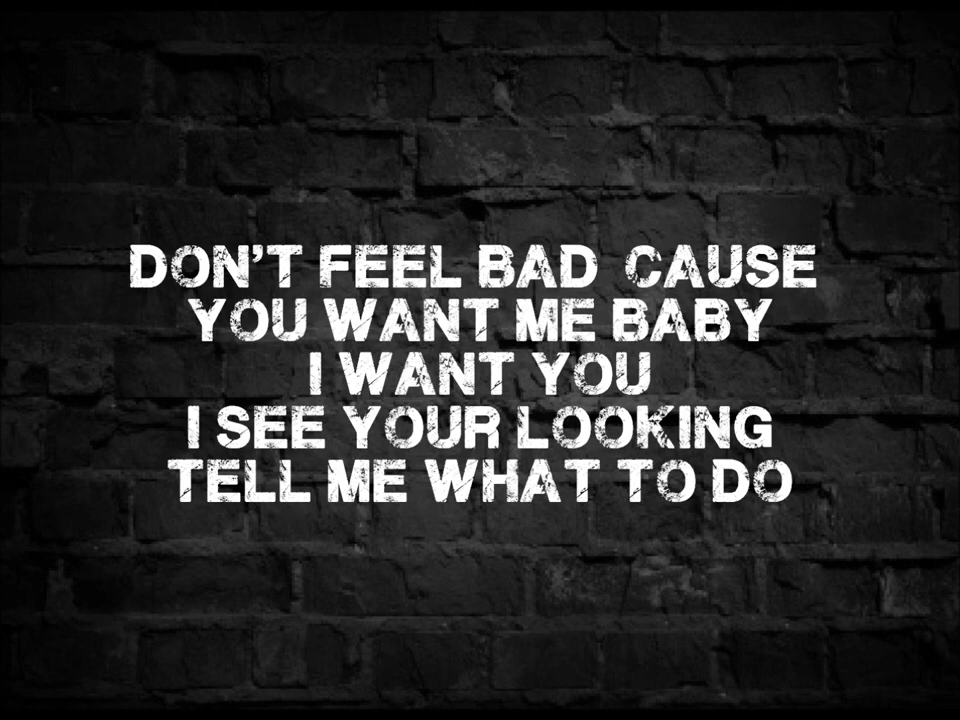 DON'T FEEL BAD CAUSE
YOU WANT ME BABY
I WANT YOU
I SEE YOUR LOOKING
TELL ME WHAT TO DO